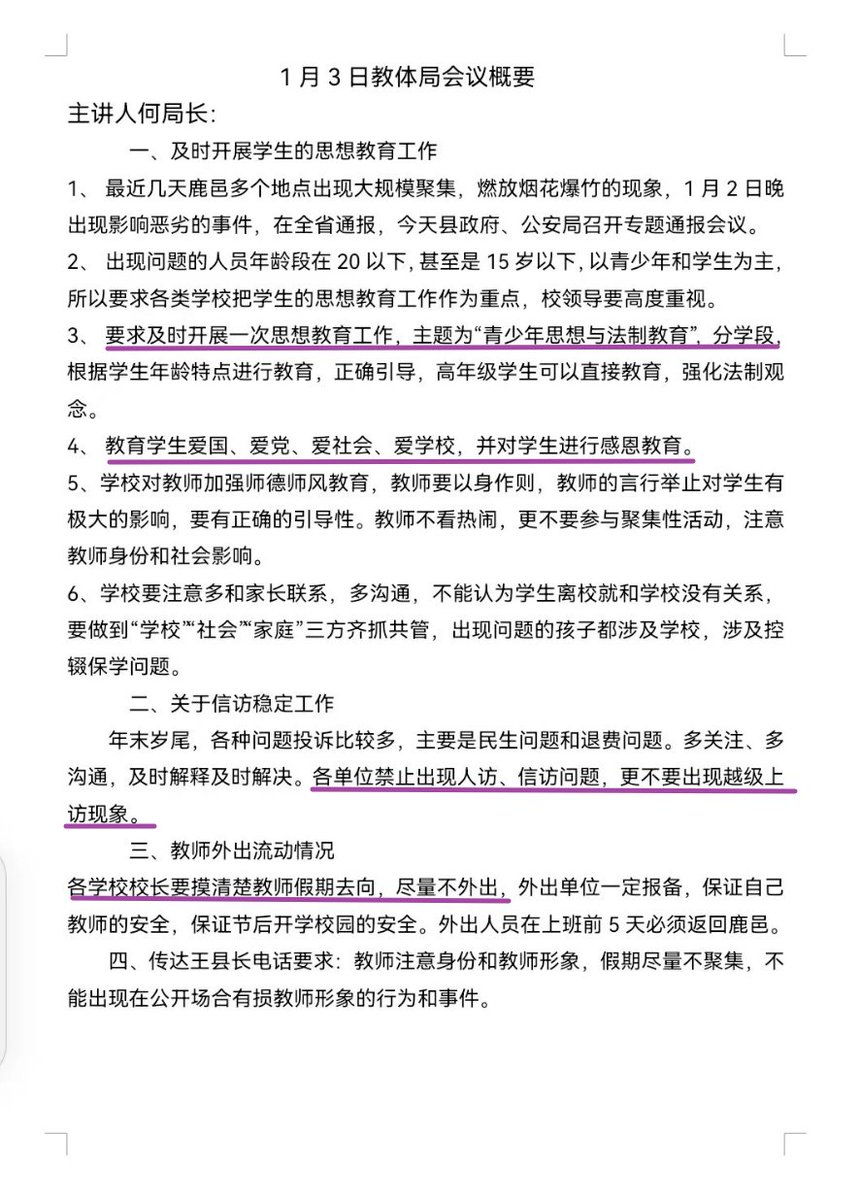 1 月 3 日教体局会议概要
主讲人何局长：
一、及时开展学生的思想教育工作
1、 最近几天鹿邑多个地点出现大规模聚集，燃放烟花爆竹的现象，1 月 2 日晚
出现影响恶劣的事件，在全省通报，今天县政府、公安局召开专题通报会议。
2、 出现问题的人员年龄段在 20 以下，甚至是 15 岁以下，以青少年和学生为主，
所以要求各类学校把学生的思想教育工作作为重点，校领导要高度重视。
3、 要求及时开展一次思想教育工作，主题为“青少年思想与法制教育”，分学段，
根据学生年龄特点进行教育，正确引导，高年级学生可以直接教育，强化法制观
念。
4、 教育学生爱国、爱党、爱社会、爱学校，并对学生进行感恩教育。
5、学校对教师加强师德师风教育，教师要以身作则，教师的言行举止对学生有
极大的影响，要有正确的引导性。教师不看热闹，更不要参与聚集性活动，注意
教师身份和社会影响。
6、学校要注意多和家长联系，多沟通，不能认为学生离校就和学校没有关系，
要做到“学校”“社会”“家庭”三方齐抓共管，出现问题的孩子都涉及学校，涉及控
辍保学问题。
二、关于信访稳定工作
年末岁尾，各种问题投诉比较多，主要是民生问题和退费问题。多关注、多
沟通，及时解释及时解决。各单位禁止出现人访、信访问题，更不要出现越级上
访现象。
三、教师外出流动情况
各学校校长要摸清楚教师假期去向，尽量不外出，外出单位一定报备，保证自己
教师的安全，保证节后开学校园的安全。外出人员在上班前 5 天必须返回鹿邑。
四、传达王县长电话要求：教师注意身份和教师形象，假期尽量不聚集，不
能出现在公开场合有损教师形象的行为和事件。